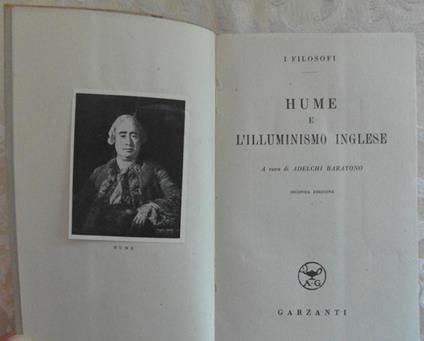 HUME
I FILOSOFI
HUME
E
L'ILLUMINISMO INGLESE
A cura di ADELCHI BARATONO
SECONDA EDIZIONE
A·G
GARZANTI